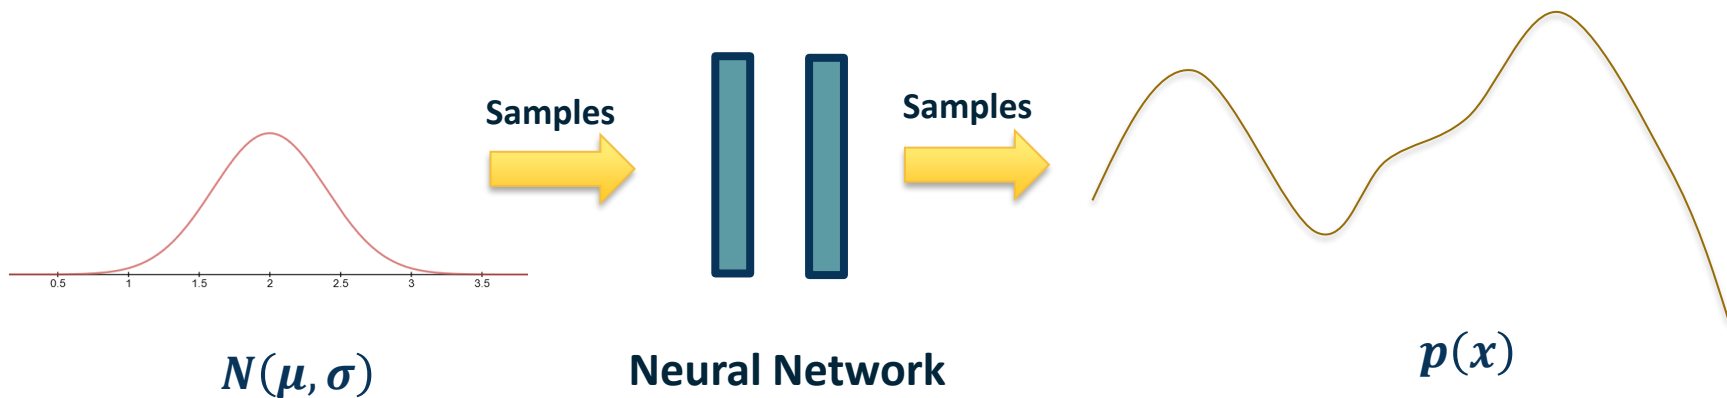 Samples
Samples
0.5 1 1.5 2 2.5 3 3.5
N(μ, σ)
Neural Network
p(x)